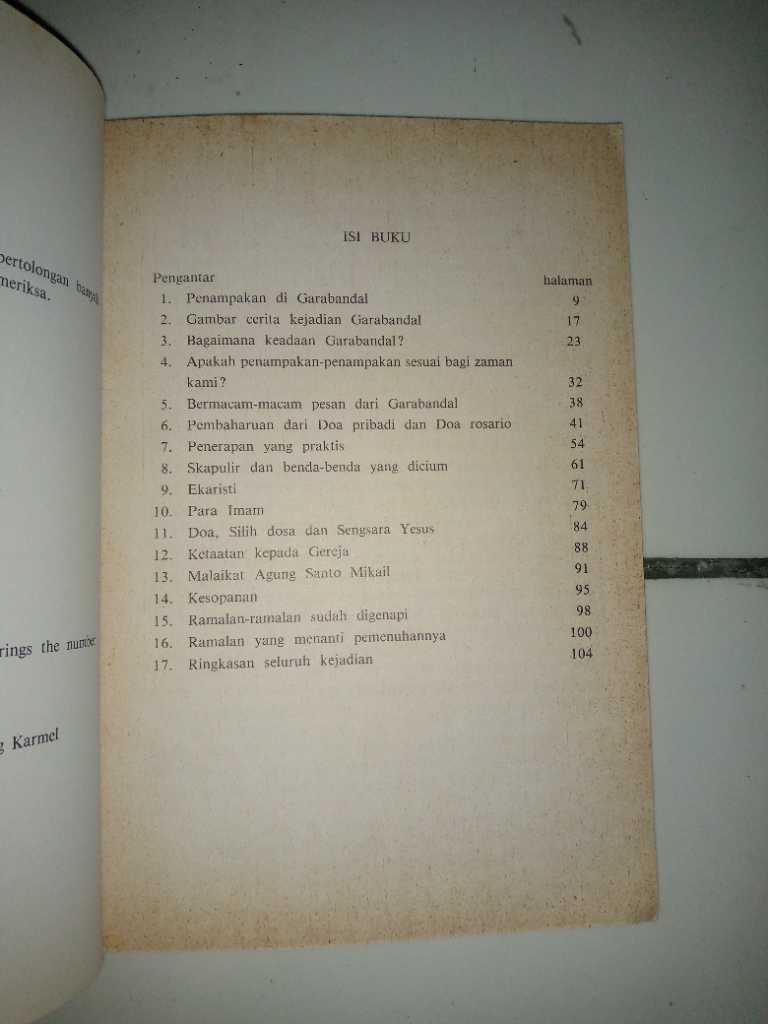 pertolongan banyak
meriksa.
rings the number
g Karmel
ISI BUKU
Pengantar halaman
1. Penampakan di Garabandal 9
2. Gambar cerita kejadian Garabandal 17
3. Bagaimana keadaan Garabandal? 23
4. Apakah penampakan-penampakan sesuai bagi zaman
kami? 32
5. Bermacam-macam pesan dari Garabandal 38
6. Pembaharuan dari Doa pribadi dan Doa rosario 41
7. Penerapan yang praktis 54
8. Skapulir dan benda-benda yang dicium 61
9. Ekaristi 71
10. Para Imam 79
11. Doa, Silih dosa dan Sengsara Yesus 84
12. Ketaatan kepada Gereja 88
13. Malaikat Agung Santo Mikail 91
14. Kesopanan 95
15. Ramalan-ramalan sudah digenapi 98
16. Ramalan yang menanti pemenuhannya 100
17. Ringkasan seluruh kejadian 104